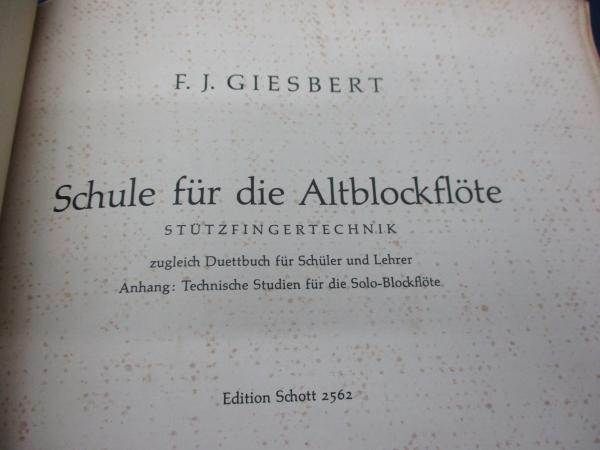 F. J. GIESBERT
Schule für die Altblockflöte
STÜTZFINGERTECHNIK
zugleich Duettbuch für Schüler und Lehrer
Anhang: Technische Studien für die Solo-Blockflöte
Edition Schott 2562